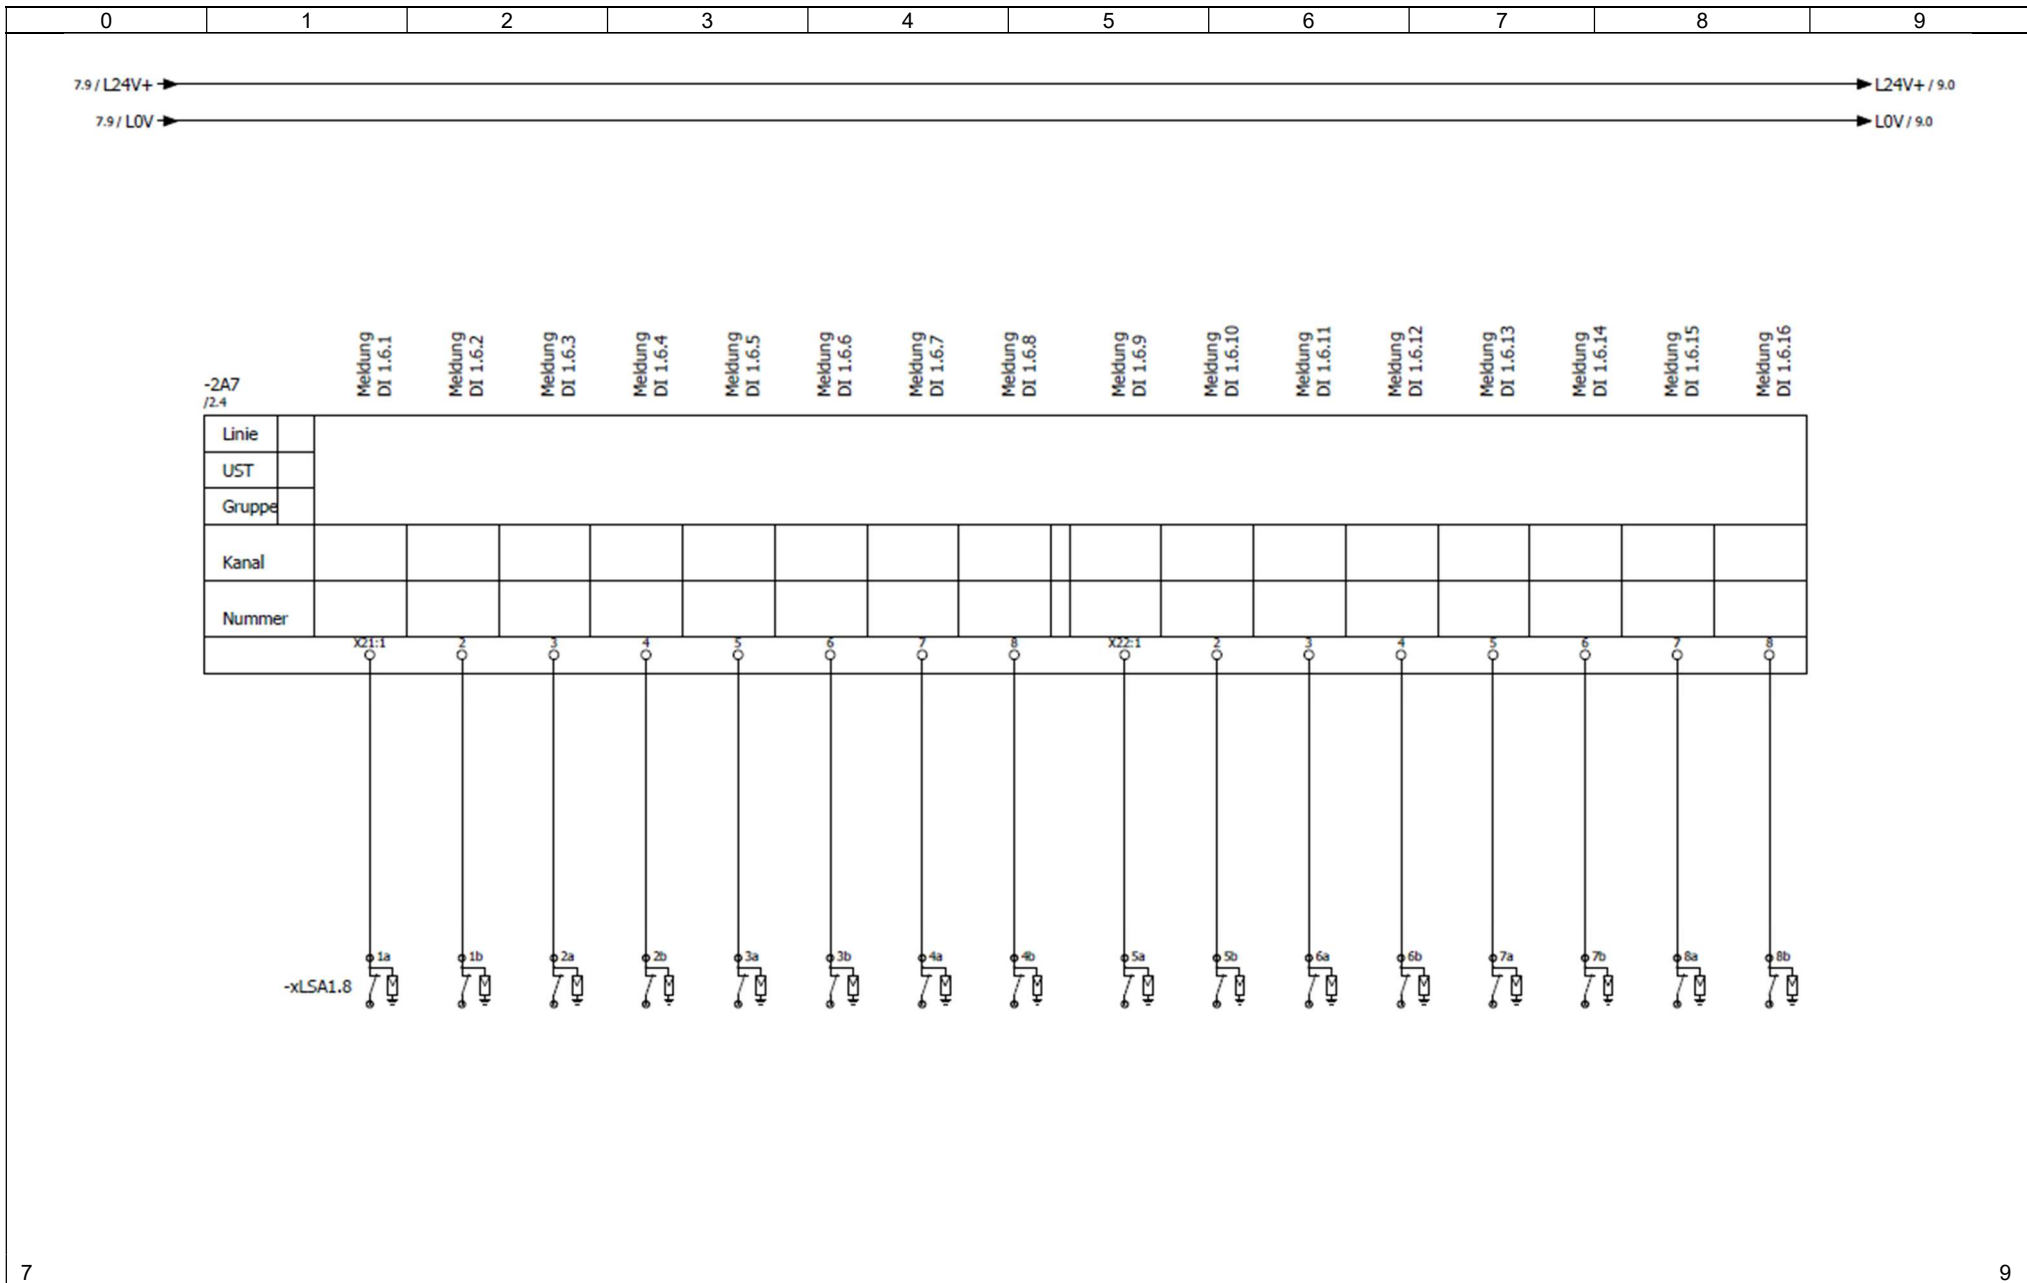 0 1 2 3 4 5 6 7 8 9
7.9 / L24V+ L24V+ / 9.0
7.9 / L0V L0V / 9.0
Meldung
DI 1.6.1
Meldung
DI 1.6.2
Meldung
DI 1.6.3
Meldung
DI 1.6.4
Meldung
DI 1.6.5
Meldung
DI 1.6.6
Meldung
DI 1.6.7
Meldung
DI 1.6.8
Meldung
DI 1.6.9
Meldung
DI 1.6.10
Meldung
DI 1.6.11
Meldung
DI 1.6.12
Meldung
DI 1.6.13
Meldung
DI 1.6.14
Meldung
DI 1.6.15
Meldung
DI 1.6.16
-2A7
/2.4
Linie
UST
Gruppe
Kanal
Nummer
X21:1 2 3 4 5 6 7 8 X22:1 2 3 4 5 6 7 8
1a 1b 2a 2b 3a 3b 4a 4b 5a 5b 6a 6b 7a 7b 8a 8b
-xLSA1.8
7 9